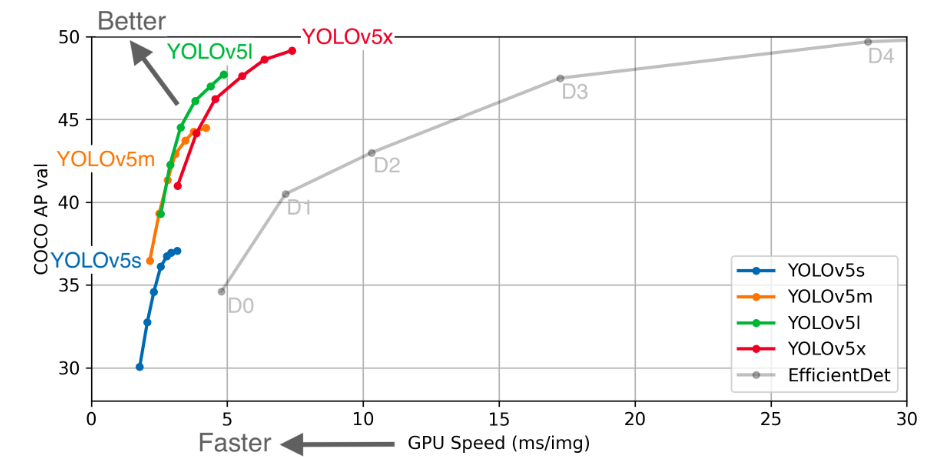 Better
YOLOv5l
YOLOv5x
50
D4
D3
45
YOLOv5m
D2
COCO AP val
40
D1
YOLOv5s
35
D0
30
YOLOv5s
YOLOv5m
YOLOv5l
YOLOv5x
EfficientDet
0 5 10 15 20 25 30
Faster
GPU Speed (ms/img)